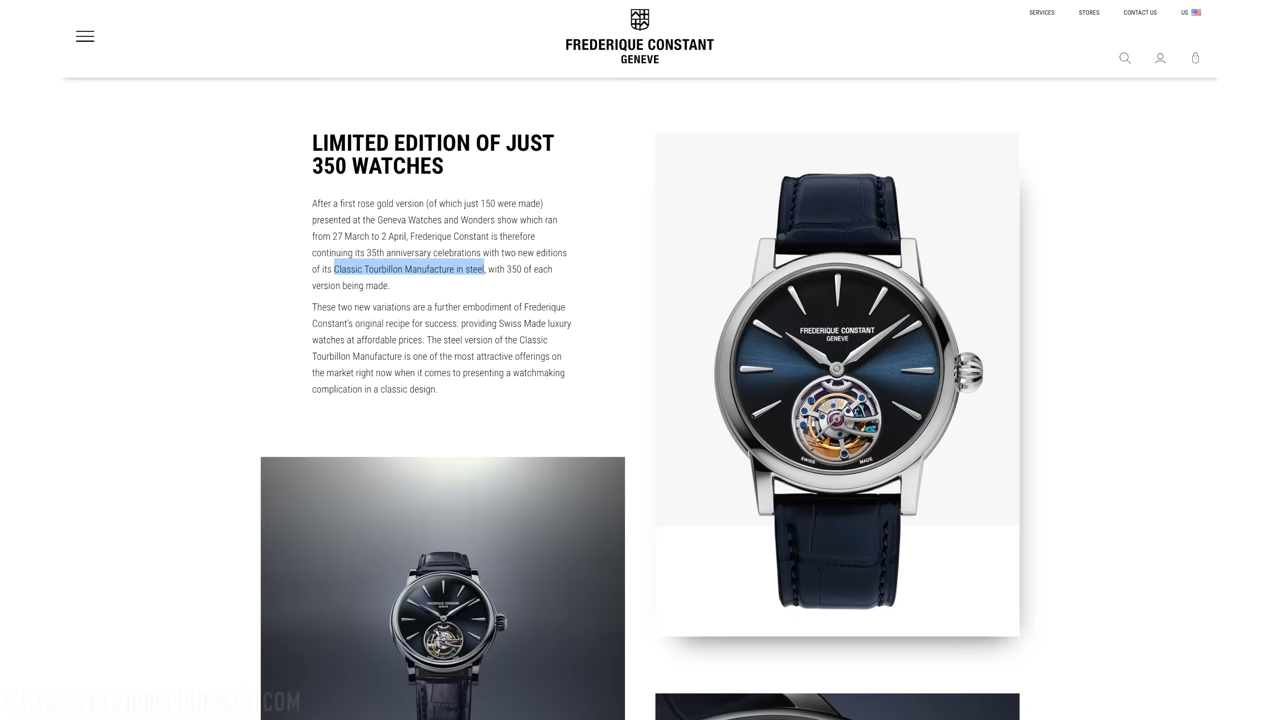 SERVICES STORES CONTACT US US
FREDERIQUE CONSTANT
GENEVE
LIMITED EDITION OF JUST
350 WATCHES
After a first rose gold version (of which just 150 were made)
presented at the Geneva Watches and Wonders show which ran
from 27 March to 2 April, Frederique Constant is therefore
continuing its 35th anniversary celebrations with two new editions
of its Classic Tourbillon Manufacture in steel, with 350 of each
version being made.
These two new variations are a further embodiment of Frederique
Constant's original recipe for success: providing Swiss Made luxury
watches at affordable prices. The steel version of the Classic
Tourbillon Manufacture is one of the most attractive offerings on
the market right now when it comes to presenting a watchmaking
complication in a classic design.
FREDERIQUE CONSTANT
GENEVE
SWISS MADE
FREDERIQUE CONSTANT
GENEVE